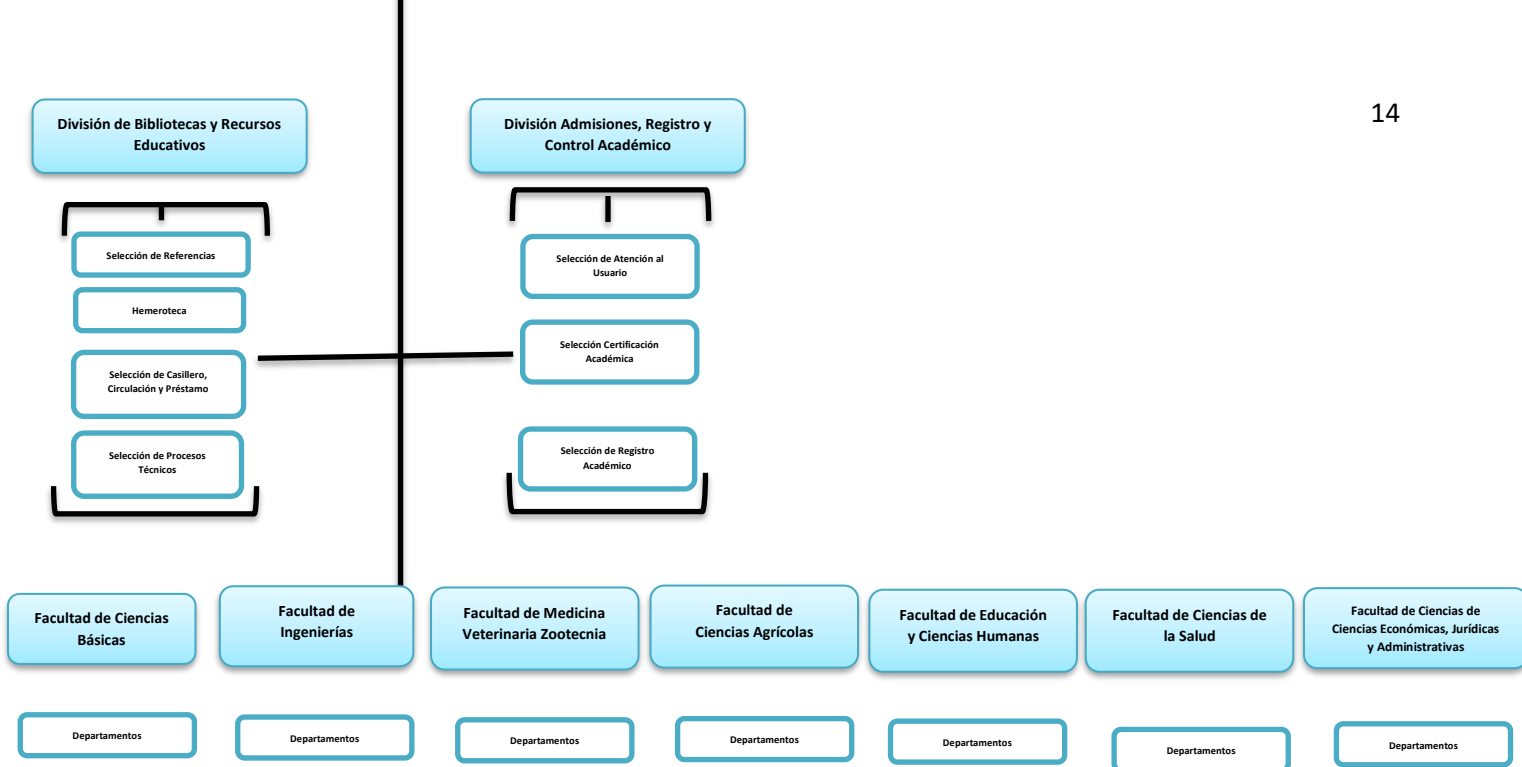 14
División de Bibliotecas y Recursos
Educativos
División Admisiones, Registro y
Control Académico
Selección de Referencias
Hemeroteca
Selección de Casillero,
Circulación y Préstamo
Selección de Procesos
Técnicos
Selección de Atención al
Usuario
Selección Certificación
Académica
Selección de Registro
Académico
Facultad de Ciencias
Básicas
Facultad de
Ingenierías
Facultad de Medicina
Veterinaria Zootecnia
Facultad de
Ciencias Agrícolas
Facultad de Educación
y Ciencias Humanas
Facultad de Ciencias de
la Salud
Facultad de Ciencias de
Ciencias Económicas, Jurídicas
y Administrativas
Departamentos
Departamentos
Departamentos
Departamentos
Departamentos
Departamentos
Departamentos